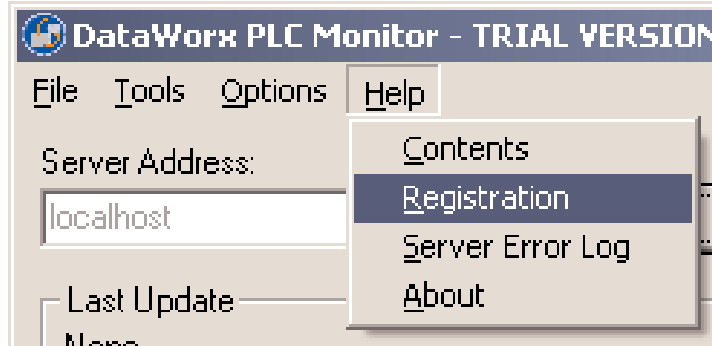 DataWorx PLC Monitor - TRIAL VERSION
File Tools Options Help
Contents
Server Address:
Registration
localhost
Server Error Log
About
Last Update
None